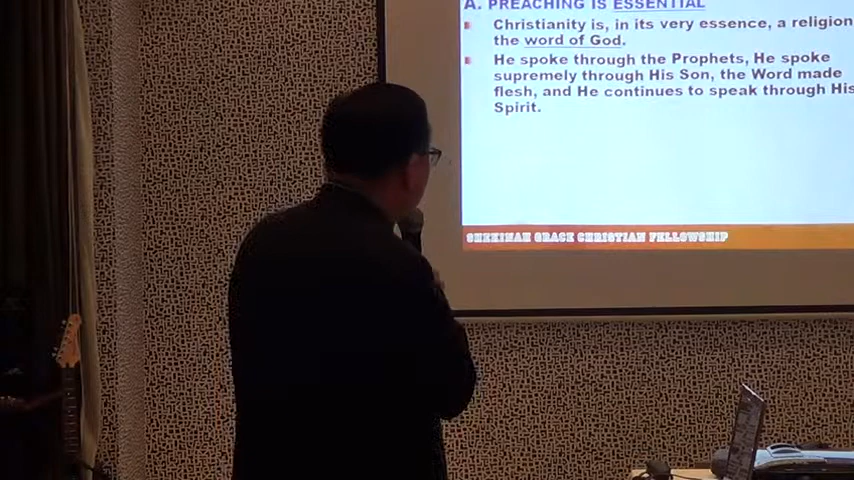 A. PREACHING IS ESSENTIAL
Christianity is, in its very essence, a religion
the word of God.
He spoke through the Prophets, He spoke
supremely through His Son, the Word made
flesh, and He continues to speak through His
Spirit.
SHEKINAH GRACE CHRISTIAN FELLOWSHIP